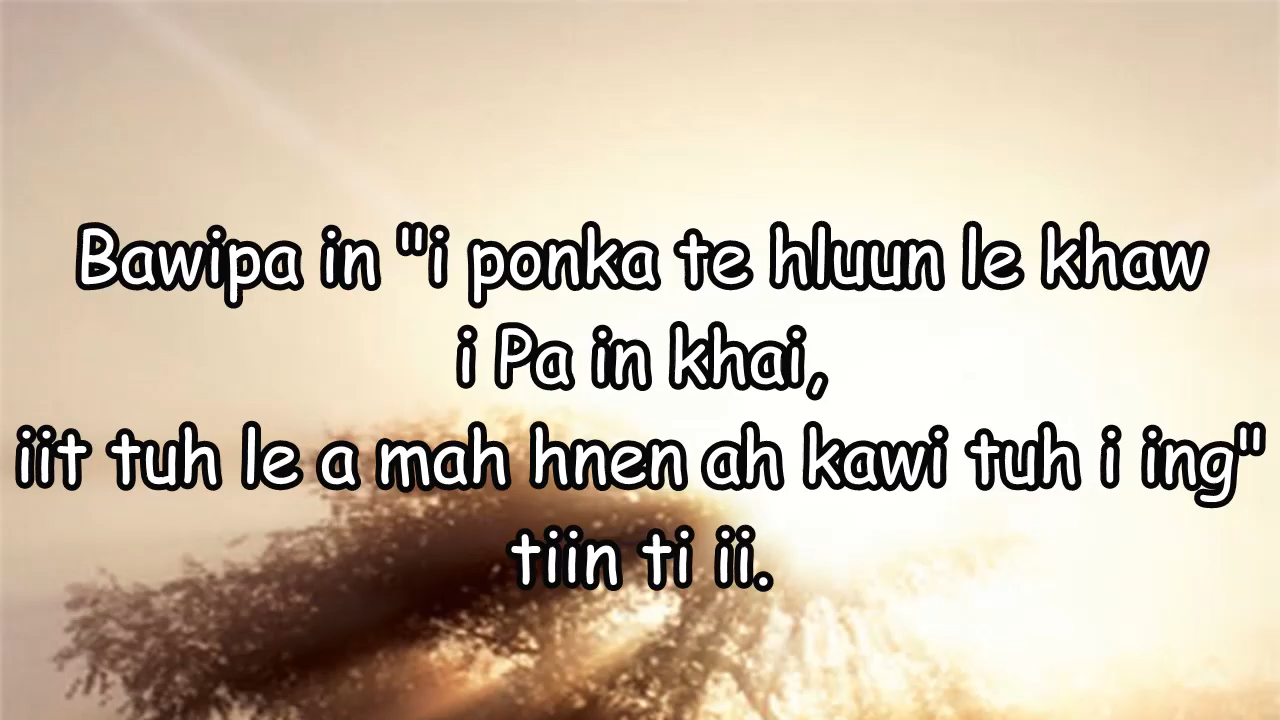 Bawipa in "i ponka te hluun le khaw
i Pa in khai,
iit tuh le a mah hnen ah kawi tuh i ing"
tiin ti ii.